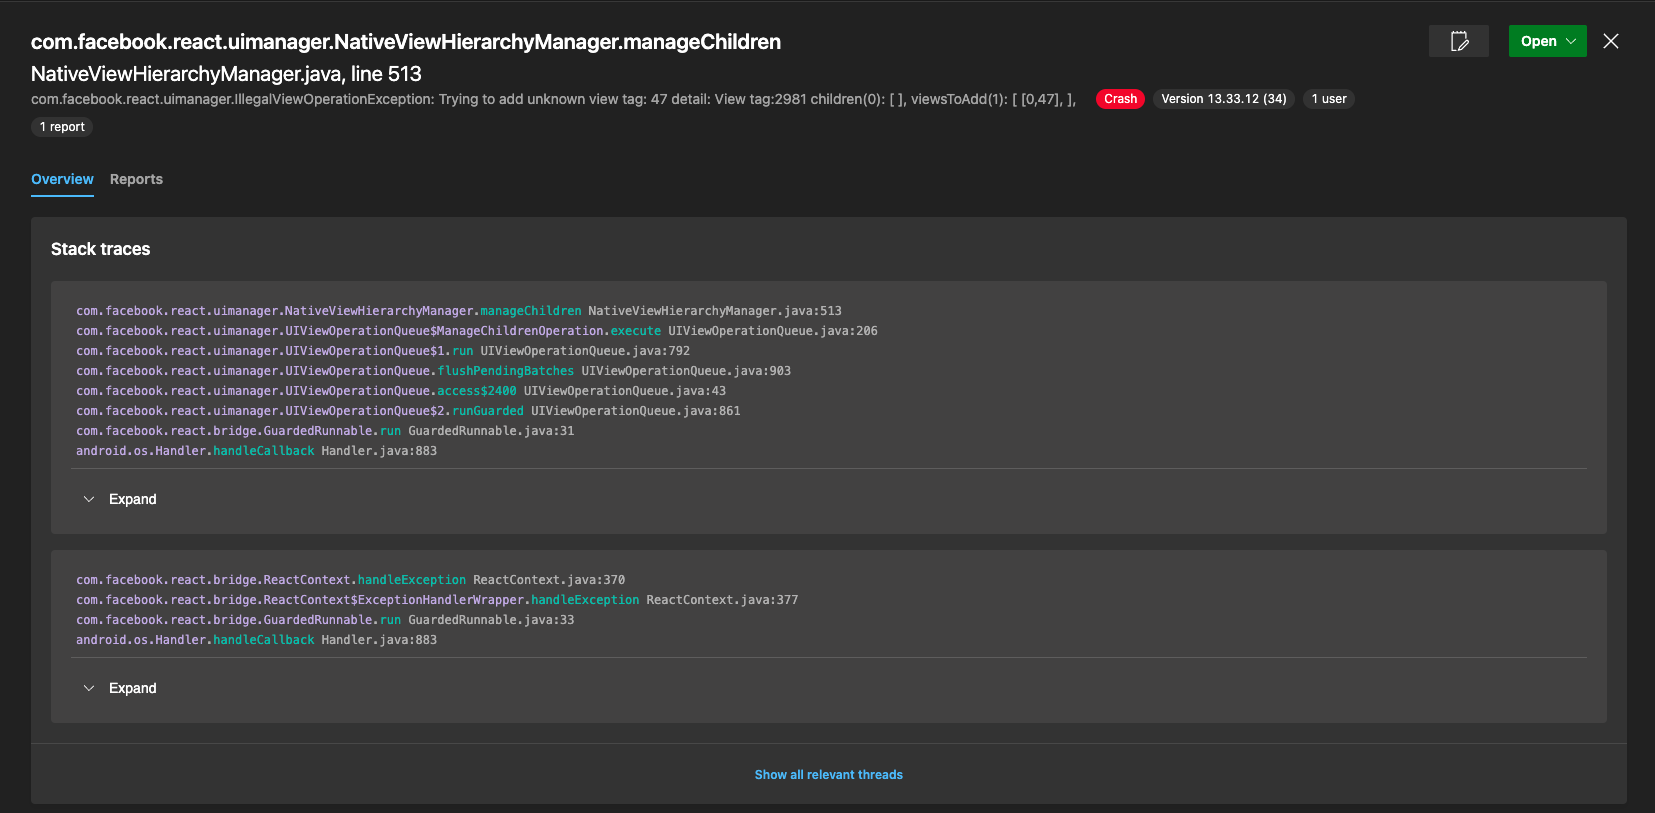 com.facebook.react.uimanager.NativeViewHierarchyManager.manageChildren
Open
NativeViewHierarchyManager.java, line 513
com.facebook.react.uimanager.IllegalViewOperationException: Trying to add unknown view tag: 47 detail: View tag:2981 children(0): [ ], viewsToAdd(1): [ [0,47], ], Crash Version 13.33.12 (34) 1 user
1 report
Overview Reports
Stack traces
com.facebook.react.uimanager.NativeViewHierarchyManager.manageChildren NativeViewHierarchyManager.java:513
com.facebook.react.uimanager.UIViewOperationQueue$ManageChildrenOperation.execute UIViewOperationQueue.java:206
com.facebook.react.uimanager.UIViewOperationQueue$1.run UIViewOperationQueue.java:792
com.facebook.react.uimanager.UIViewOperationQueue.flushPendingBatches UIViewOperationQueue.java:903
com.facebook.react.uimanager.UIViewOperationQueue.access$2400 UIViewOperationQueue.java:43
com.facebook.react.uimanager.UIViewOperationQueue$2.runGuarded UIViewOperationQueue.java:861
com.facebook.react.bridge.GuardedRunnable.run GuardedRunnable.java:31
android.os.Handler.handleCallback Handler.java:883
Expand
com.facebook.react.bridge.ReactContext.handleException ReactContext.java:370
com.facebook.react.bridge.ReactContext$ExceptionHandlerWrapper.handleException ReactContext.java:377
com.facebook.react.bridge.GuardedRunnable.run GuardedRunnable.java:33
android.os.Handler.handleCallback Handler.java:883
Expand
Show all relevant threads